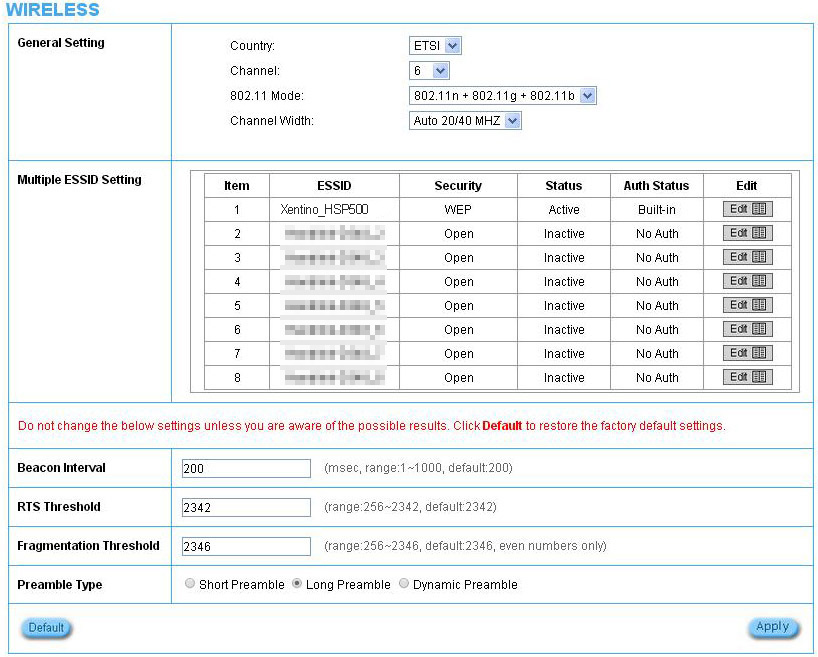 WIRELESS
General Setting
Country: ETSI
Channel: 6
802.11 Mode: 802.11n + 802.11g + 802.11b
Channel Width: Auto 20/40 MHZ
Multiple ESSID Setting
Item ESSID Security Status Auth Status Edit
1 Xentino_HSP500 WEP Active Built-in Edit
2 Open Inactive No Auth Edit
3 Open Inactive No Auth Edit
4 Open Inactive No Auth Edit
5 Open Inactive No Auth Edit
6 Open Inactive No Auth Edit
7 Open Inactive No Auth Edit
8 Open Inactive No Auth Edit
Do not change the below settings unless you are aware of the possible results. Click Default to restore the factory default settings.
Beacon Interval 200 (msec, range:1~1000, default:200)
RTS Threshold 2342 (range:256~2342, default:2342)
Fragmentation Threshold 2346 (range:256~2346, default:2346, even numbers only)
Preamble Type Short Preamble Long Preamble Dynamic Preamble
Default Apply